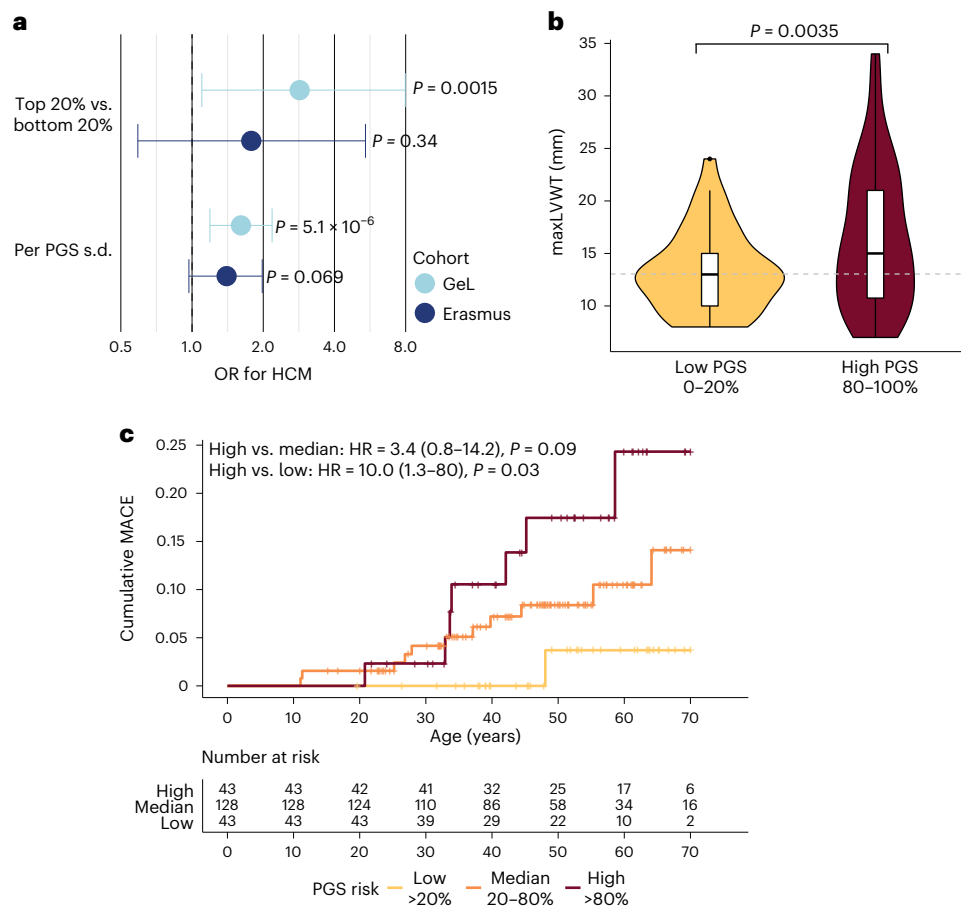 a
Top 20% vs.
bottom 20%
P = 0.0015
P = 0.34
Per PGS s.d.
P = 5.1 × 10⁻⁶
P = 0.069
Cohort
GeL
Erasmus
0.5 1.0 2.0 4.0 8.0
OR for HCM
b
P = 0.0035
maxLVWT (mm)
35
30
25
20
15
10
Low PGS High PGS
0–20% 80–100%
c
High vs. median: HR = 3.4 (0.8–14.2), P = 0.09
High vs. low: HR = 10.0 (1.3–80), P = 0.03
Cumulative MACE
0.25
0.20
0.15
0.10
0.05
0
0 10 20 30 40 50 60 70
Age (years)
Number at risk
High 43 43 42 41 32 25 17 6
Median 128 128 124 110 86 58 34 16
Low 43 43 43 39 29 22 10 2
0 10 20 30 40 50 60 70
PGS risk Low Median High
>20% 20–80% >80%